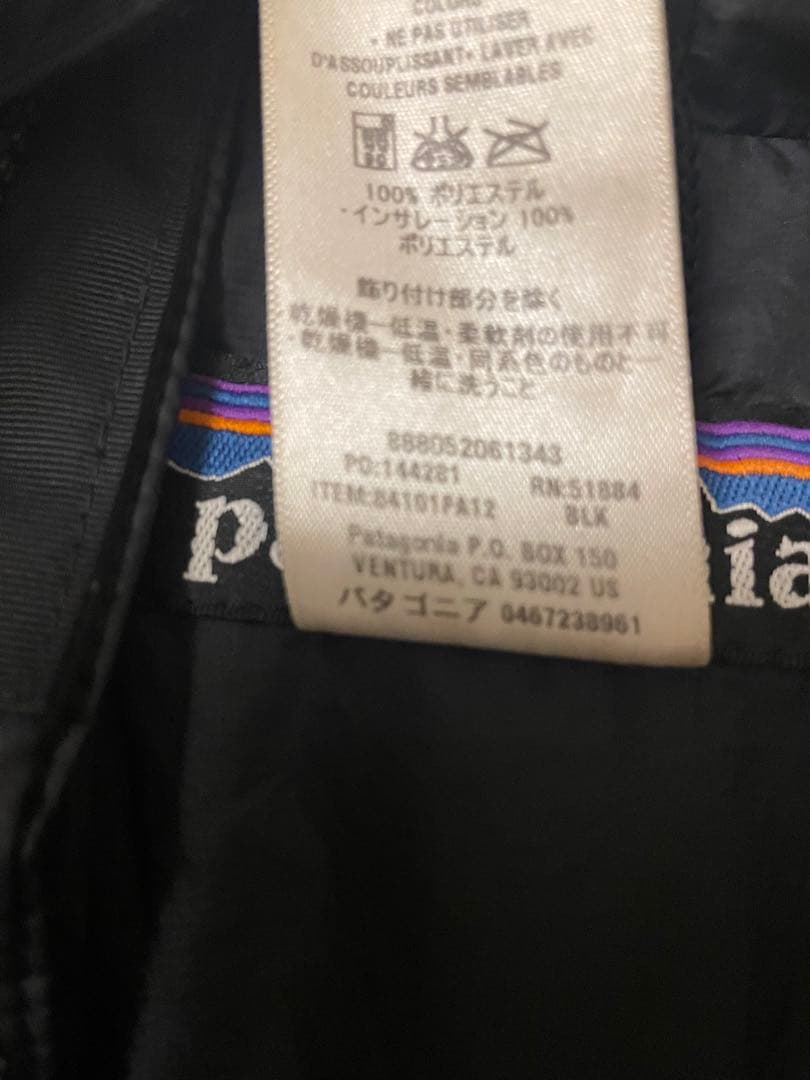 COLORS
• NE PAS UTILISER
D'ASSOUPLISSANT• LAVER AVEC
COULEURS SEMBLABLES
100% ポリエステル
・インサレーション 100%
ポリエステル
飾り付け部分を除く
乾燥機ー低温・柔軟剤の使用不可
・乾燥機ー低温・同系色のものと一
緒に洗うこと
888052061343
PO:144281 RN:51884
ITEM:84101FA12 BLK
Patagonia P.O. BOX 150
VENTURA, CA 93002 US
パタゴニア 0467238961
p
ia